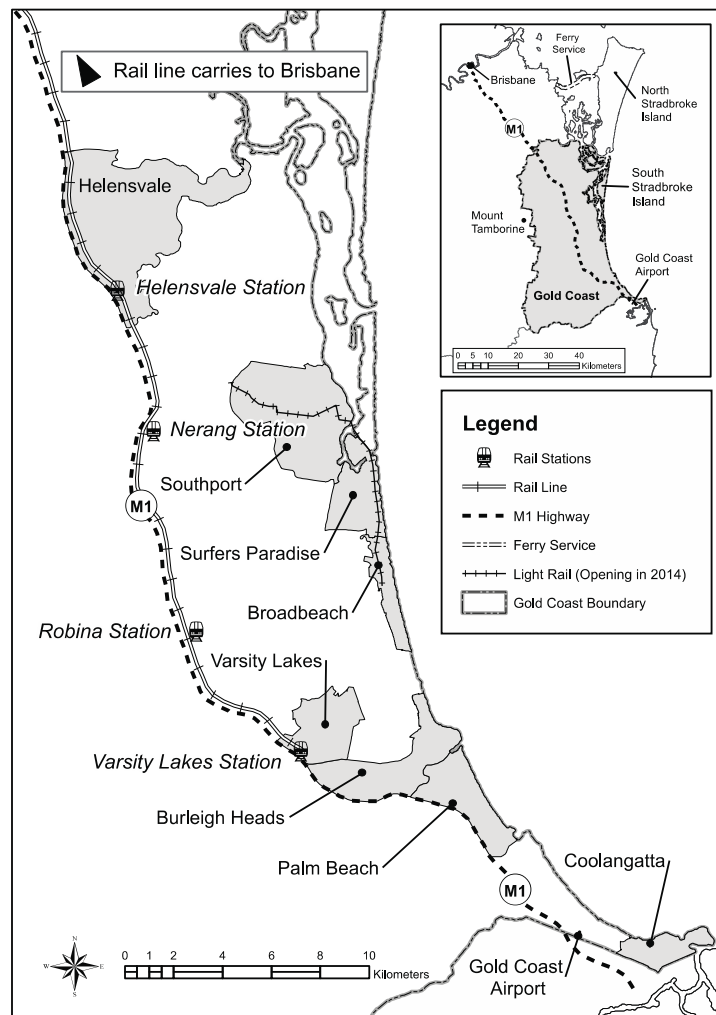 Rail line carries to Brisbane
Helensvale
Helensvale Station
Nerang Station
Southport
M1
Surfers Paradise
Broadbeach
Robina Station
Varsity Lakes
Varsity Lakes Station
Burleigh Heads
Palm Beach
Coolangatta
M1
Gold Coast
Airport
N
W
E
S
0 1 2 4 6 8 10
Kilometers
Ferry
Service
Brisbane
North
Stradbroke
Island
M1
South
Stradbroke
Island
Mount
Tamborine
Gold Coast
Airport
Gold Coast
0 5 10 20 30 40
Kilometers
Legend
Rail Stations
Rail Line
M1 Highway
Ferry Service
Light Rail (Opening in 2014)
Gold Coast Boundary